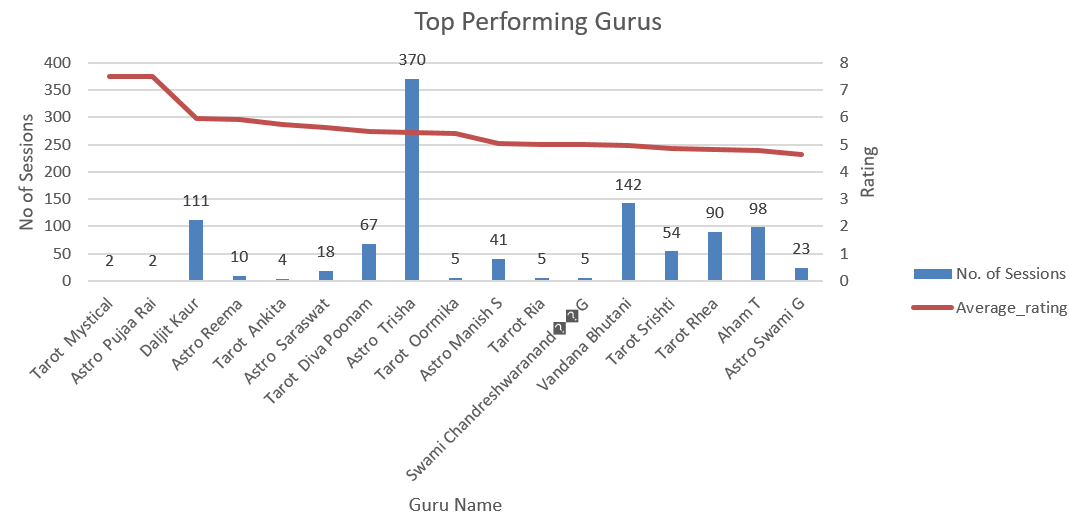 Top Performing Gurus
400
350
300
250
200
150
100
50
0
No of Sessions
8
7
6
5
4
3
2
1
0
Rating
2
2
111
10
4
18
67
370
5
41
5
5
142
54
90
98
23
Tarot Mystical
Astro Pujaa Rai
Daljit Kaur
Astro Reema
Tarot Ankita
Astro Saraswat
Tarot Diva Poonam
Astro Trisha
Tarot Oormika
Astro Manish S
Tarrot Ria
Swami Chandreshwaranand��G
Vandana Bhutani
Tarot Srishti
Tarot Rhea
Aham T
Astro Swami G
Guru Name
No. of Sessions
Average_rating